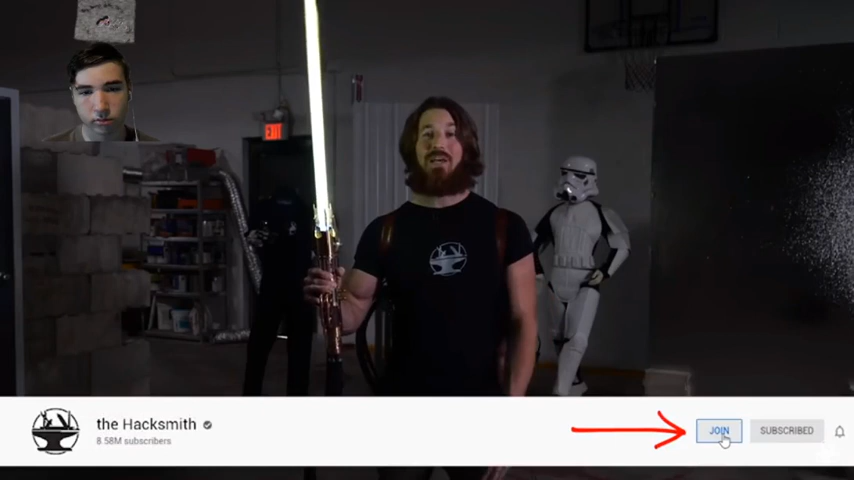 EXIT
the Hacksmith
8.58M subscribers
JOIN
SUBSCRIBED